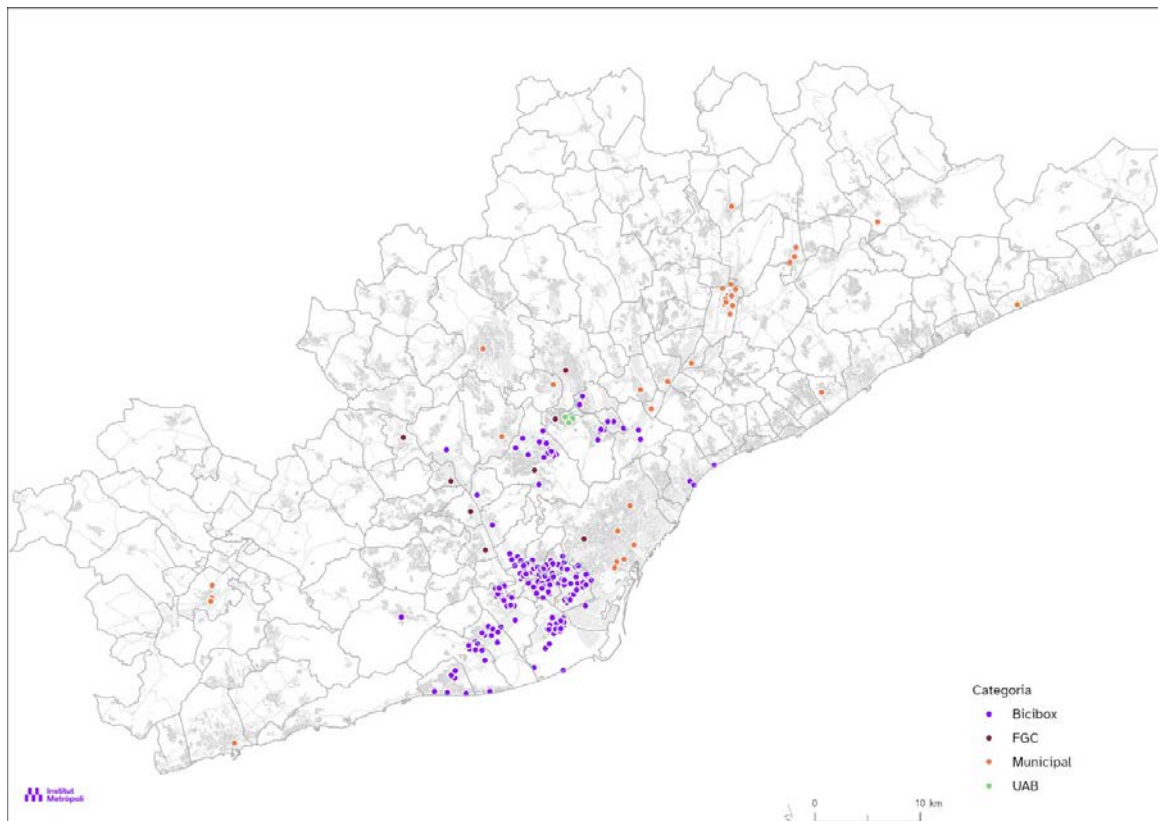 Categoria
Bicibox
FGC
Municipal
UAB
Institut
Metròpoli
0 10 km